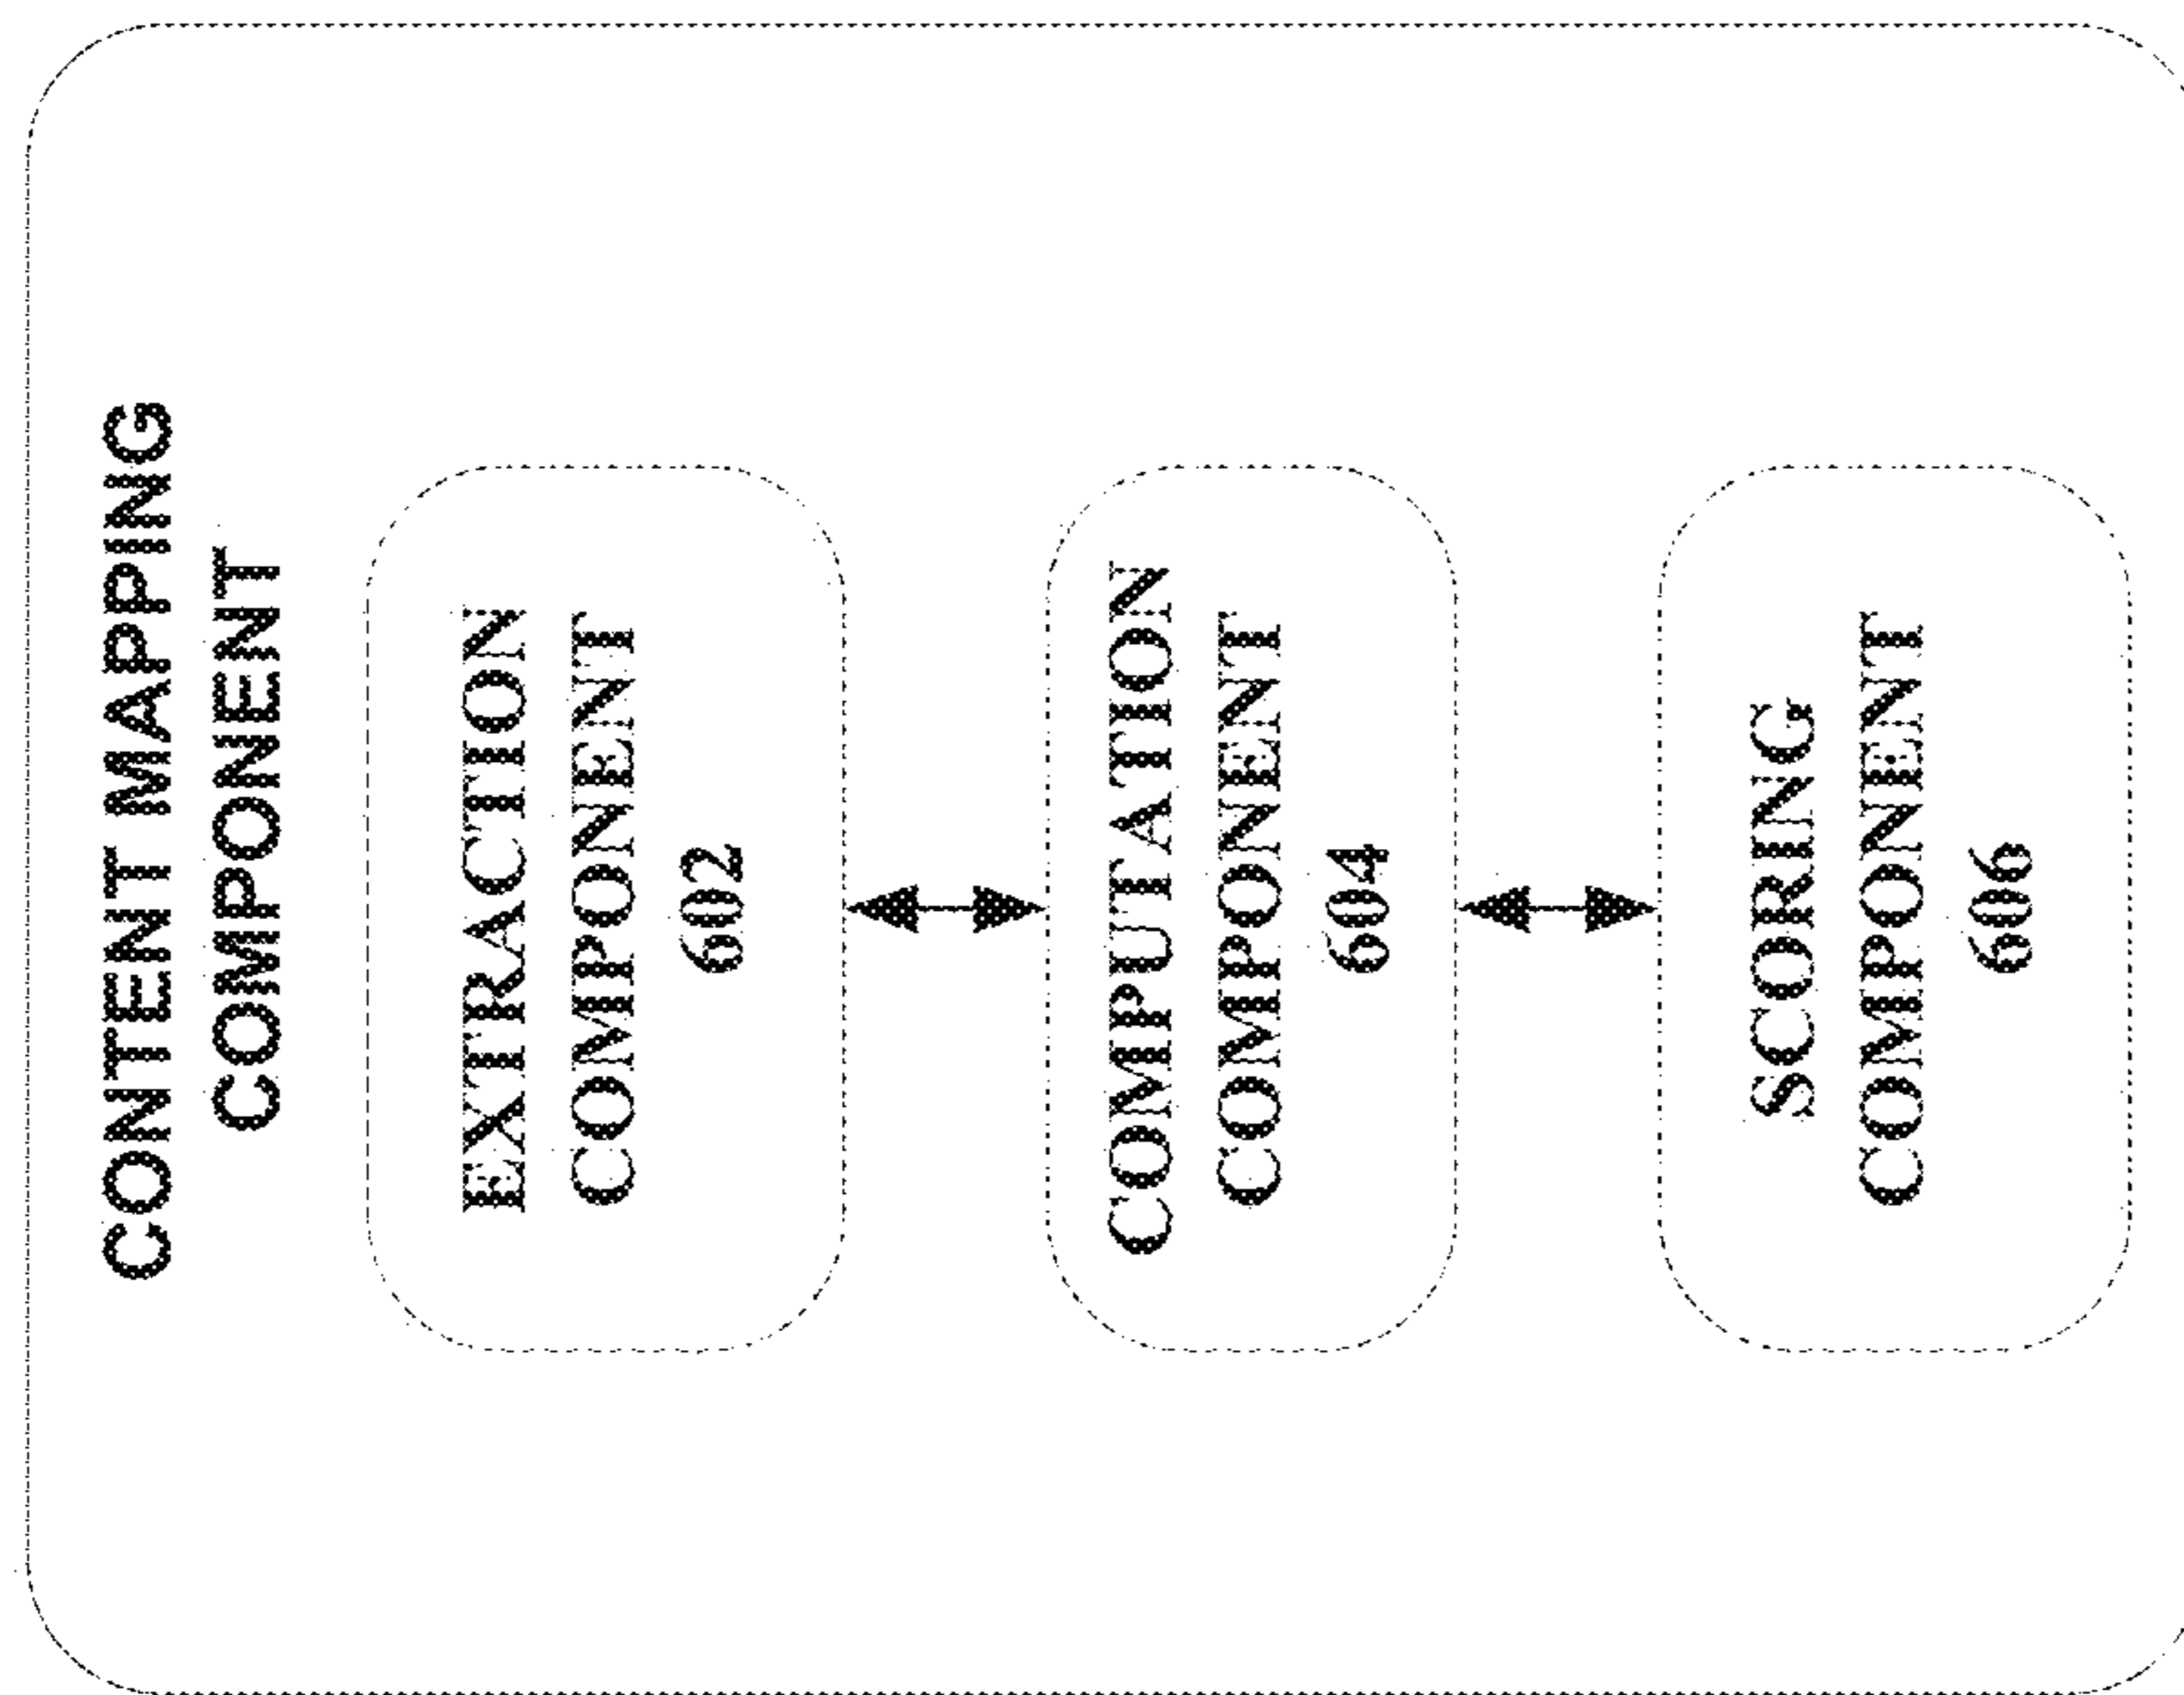 CONTENT MAPPING
COMPONENT
EXTRACTION
COMPONENT
602
COMPUTATION
COMPONENT
604
SCORING
COMPONENT
606